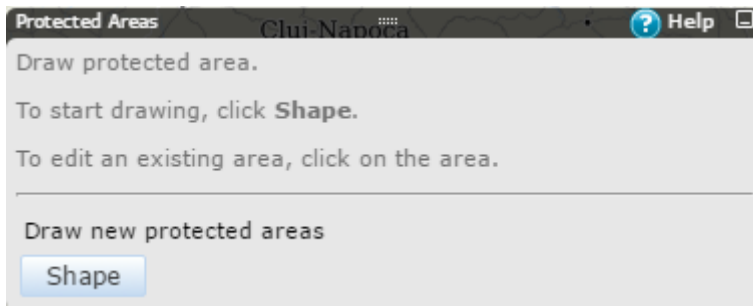 Protected Areas
Cluj-Napoca
Help
Draw protected area.
To start drawing, click Shape.
To edit an existing area, click on the area.
Draw new protected areas
Shape